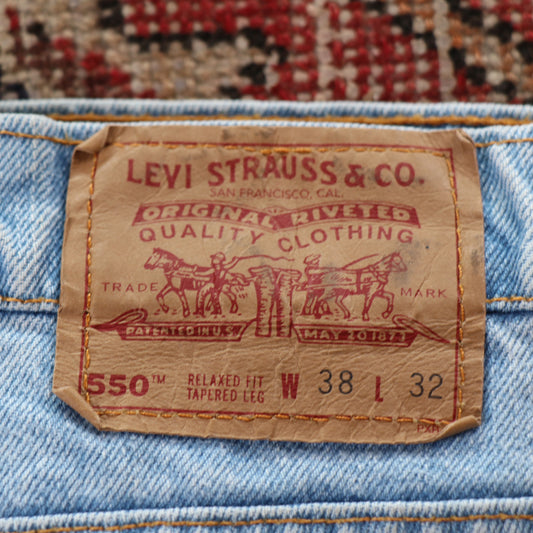 LEVI STRAUSS & CO.
SAN FRANCISCO, CAL.
ORIGINAL RIVETED
QUALITY CLOTHING
TRADE MARK
PATENTED IN U.S. MAY 20 1873
550™ RELAXED FIT W 38 L 32
TAPERED LEG